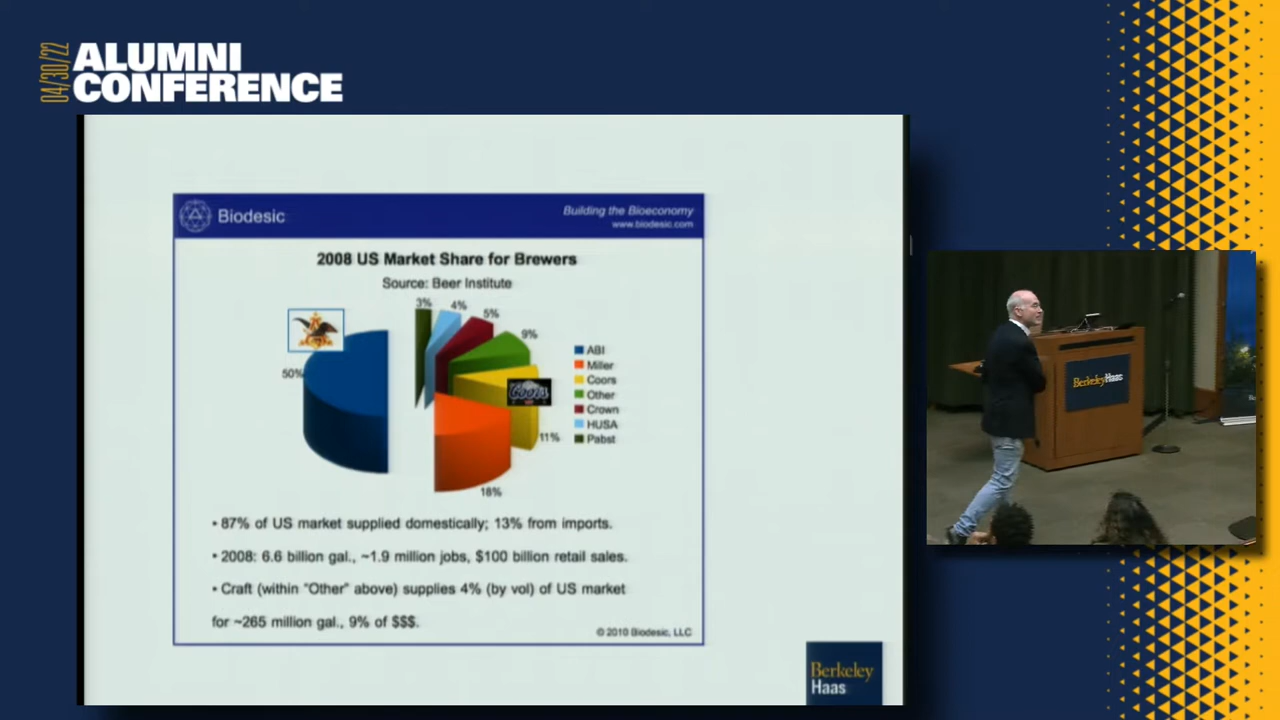 04/30/22
ALUMNI
CONFERENCE
Biodesic
Building the Bioeconomy
www.biodesic.com
2008 US Market Share for Brewers
Source: Beer Institute
3%
4%
5%
9%
50%
11%
18%
Coors
ABI
Miller
Coors
Other
Crown
HUSA
Pabst
• 87% of US market supplied domestically; 13% from imports.
• 2008: 6.6 billion gal., ~1.9 million jobs, $100 billion retail sales.
• Craft (within "Other" above) supplies 4% (by vol) of US market
for ~265 million gal., 9% of $$$.
© 2010 Biodesic, LLC
Berkeley
Haas
BerkeleyHaas